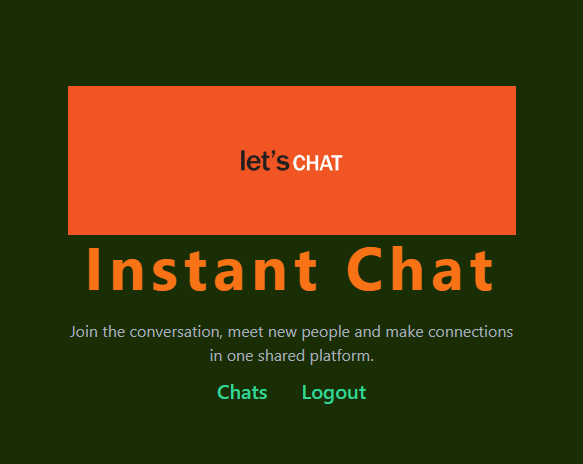 let’s CHAT
Instant Chat
Join the conversation, meet new people and make connections
in one shared platform.
Chats Logout